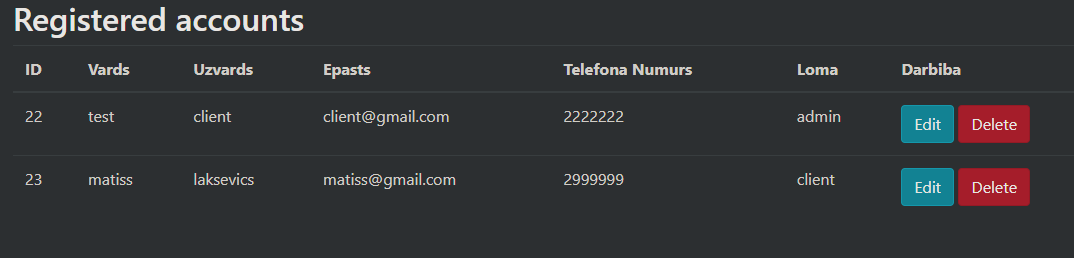 Registered accounts
ID Vards Uzvards Epasts Telefona Numurs Loma Darbiba
22 test client client@gmail.com 2222222 admin Edit Delete
23 matiss laksevics matiss@gmail.com 2999999 client Edit Delete